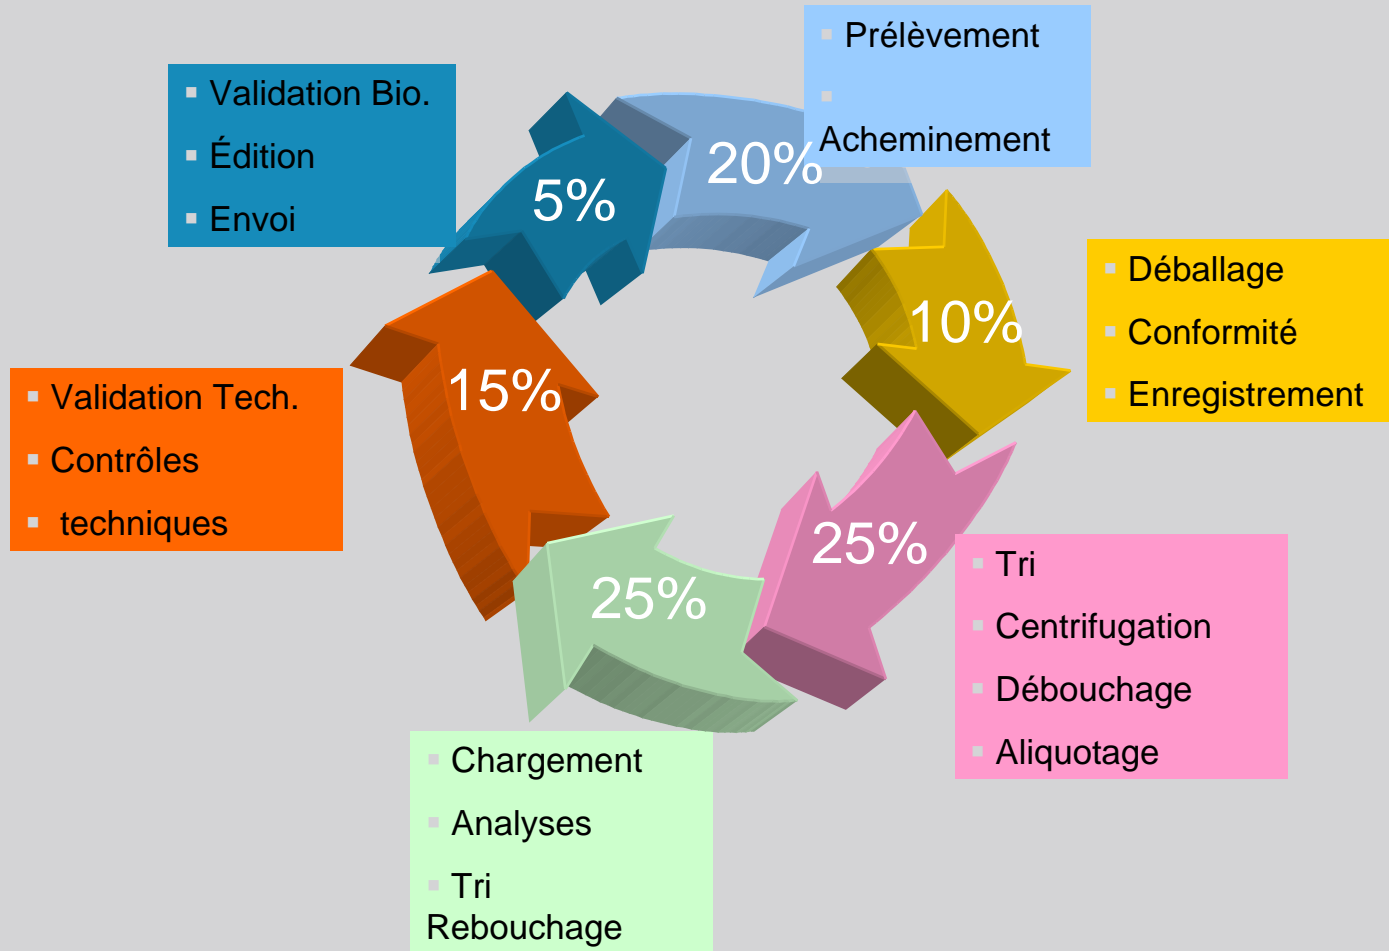 Prélèvement
Acheminement
20%
Déballage
Conformité
Enregistrement
10%
Tri
Centrifugation
Débouchage
Aliquotage
25%
Chargement
Analyses
Tri
Rebouchage
25%
Validation Tech.
Contrôles
techniques
15%
Validation Bio.
Édition
Envoi
5%